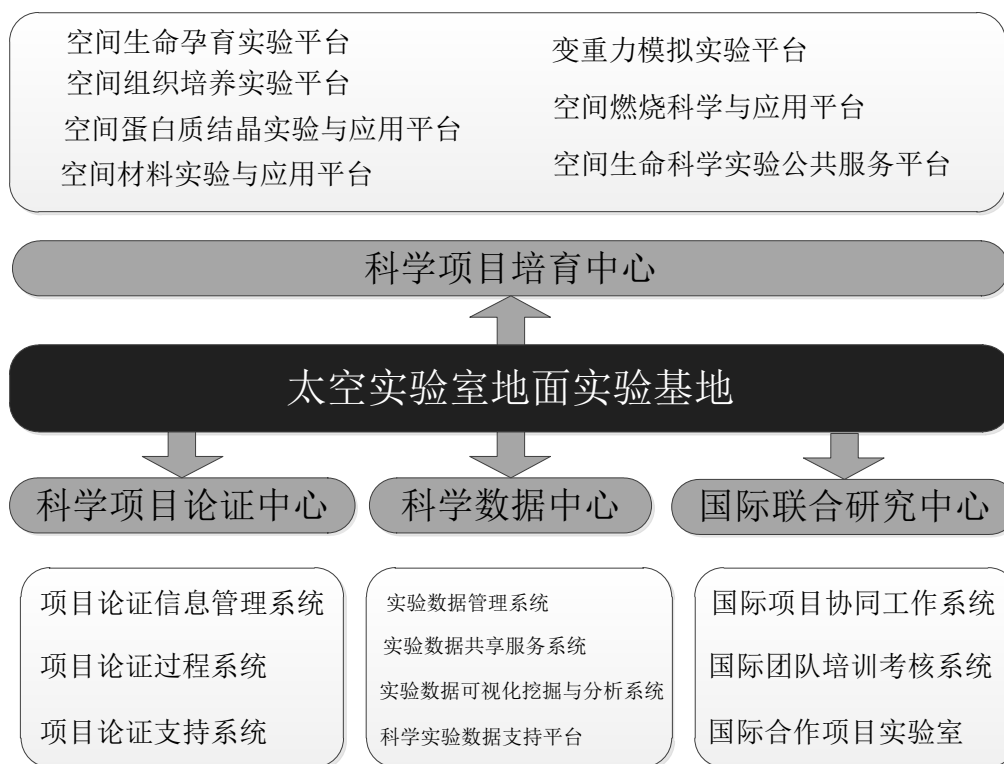 空间生命孕育实验平台
空间组织培养实验平台
空间蛋白质结晶实验与应用平台
空间材料实验与应用平台
变重力模拟实验平台
空间燃烧科学与应用平台
空间生命科学实验公共服务平台
科学项目培育中心
太空实验室地面实验基地
科学项目论证中心
科学数据中心
国际联合研究中心
项目论证信息管理系统
项目论证过程系统
项目论证支持系统
实验数据管理系统
实验数据共享服务系统
实验数据可视化挖掘与分析系统
科学实验数据支持平台
国际项目协同工作系统
国际团队培训考核系统
国际合作项目实验室